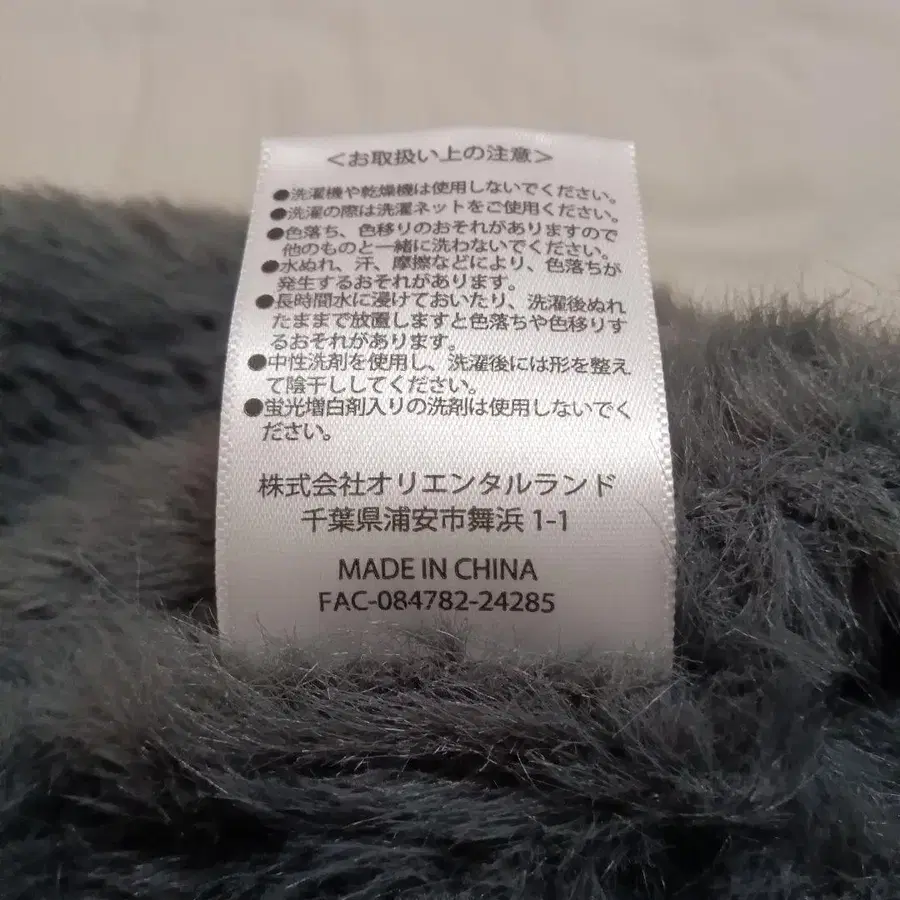 ＜お取扱い上の注意＞
●洗濯機や乾燥機は使用しないでください。
●洗濯の際は洗濯ネットをご使用ください。
●色落ち、色移りのおそれがありますので
他のものと一緒に洗わないでください。
●水ぬれ、汗、摩擦などにより、色落ちが
発生するおそれがあります。
●長時間水に浸けておいたり、洗濯後ぬれ
たままで放置しますと色落ちや色移りす
るおそれがあります。
●中性洗剤を使用し、洗濯後には形を整え
て陰干ししてください。
●蛍光増白剤入りの洗剤は使用しないでく
ださい。
株式会社オリエンタルランド
千葉県浦安市舞浜 1-1
MADE IN CHINA
FAC-084782-24285